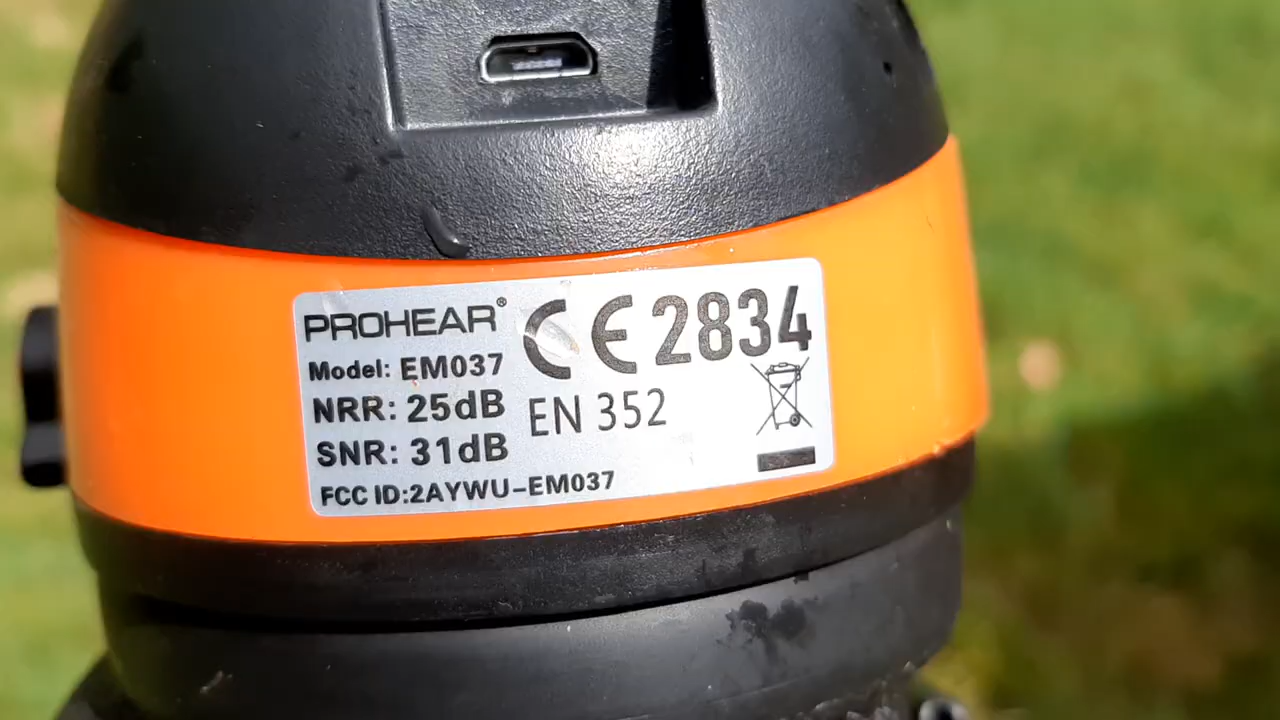 PROHEAR®
Model: EM037
NRR: 25dB
SNR: 31dB
FCC ID:2AYWU-EM037
CE 2834
EN 352